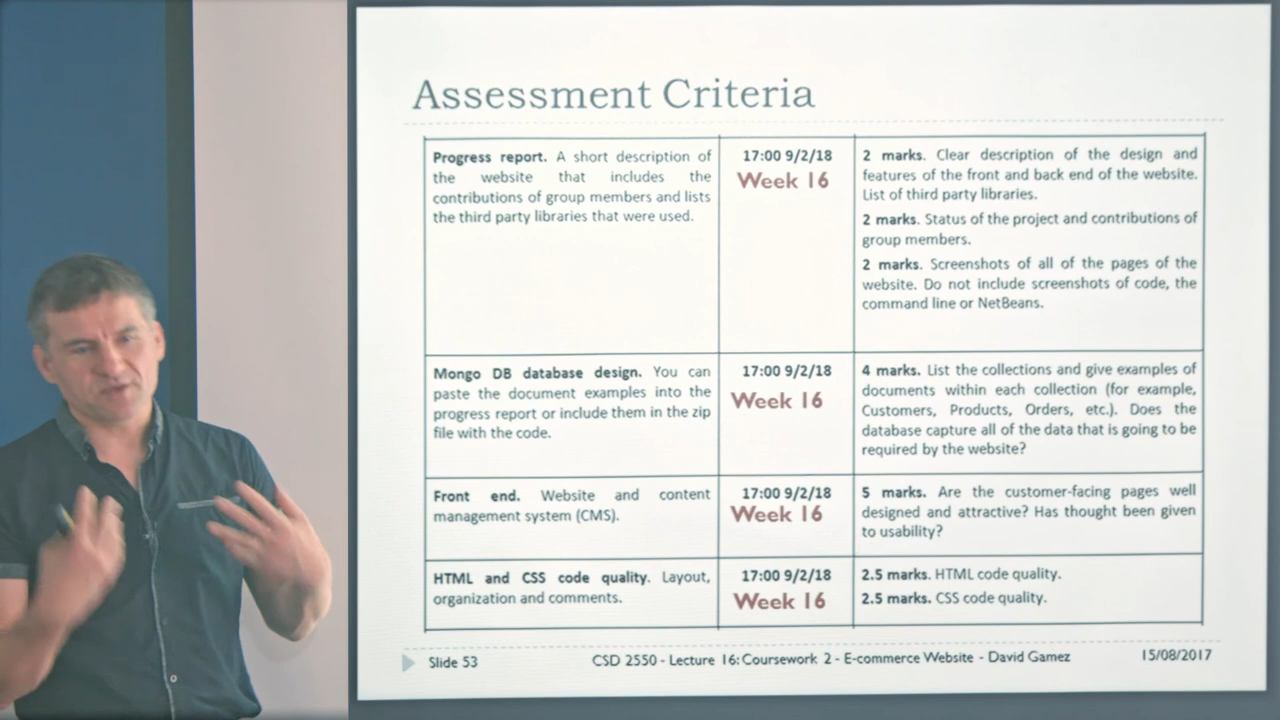 Assessment Criteria
Progress report. A short description of
the website that includes the
contributions of group members and lists
the third party libraries that were used.
17:00 9/2/18
Week 16
2 marks. Clear description of the design and
features of the front and back end of the website.
List of third party libraries.
2 marks. Status of the project and contributions of
group members.
2 marks. Screenshots of all of the pages of the
website. Do not include screenshots of code, the
command line or NetBeans.
Mongo DB database design. You can
paste the document examples into the
progress report or include them in the zip
file with the code.
17:00 9/2/18
Week 16
4 marks. List the collections and give examples of
documents within each collection (for example,
Customers, Products, Orders, etc.). Does the
database capture all of the data that is going to be
required by the website?
Front end. Website and content
management system (CMS).
17:00 9/2/18
Week 16
5 marks. Are the customer-facing pages well
designed and attractive? Has thought been given
to usability?
HTML and CSS code quality. Layout,
organization and comments.
17:00 9/2/18
Week 16
2.5 marks. HTML code quality.
2.5 marks. CSS code quality.
Slide 53
CSD 2550 - Lecture 16: Coursework 2 - E-commerce Website - David Gamez
15/08/2017